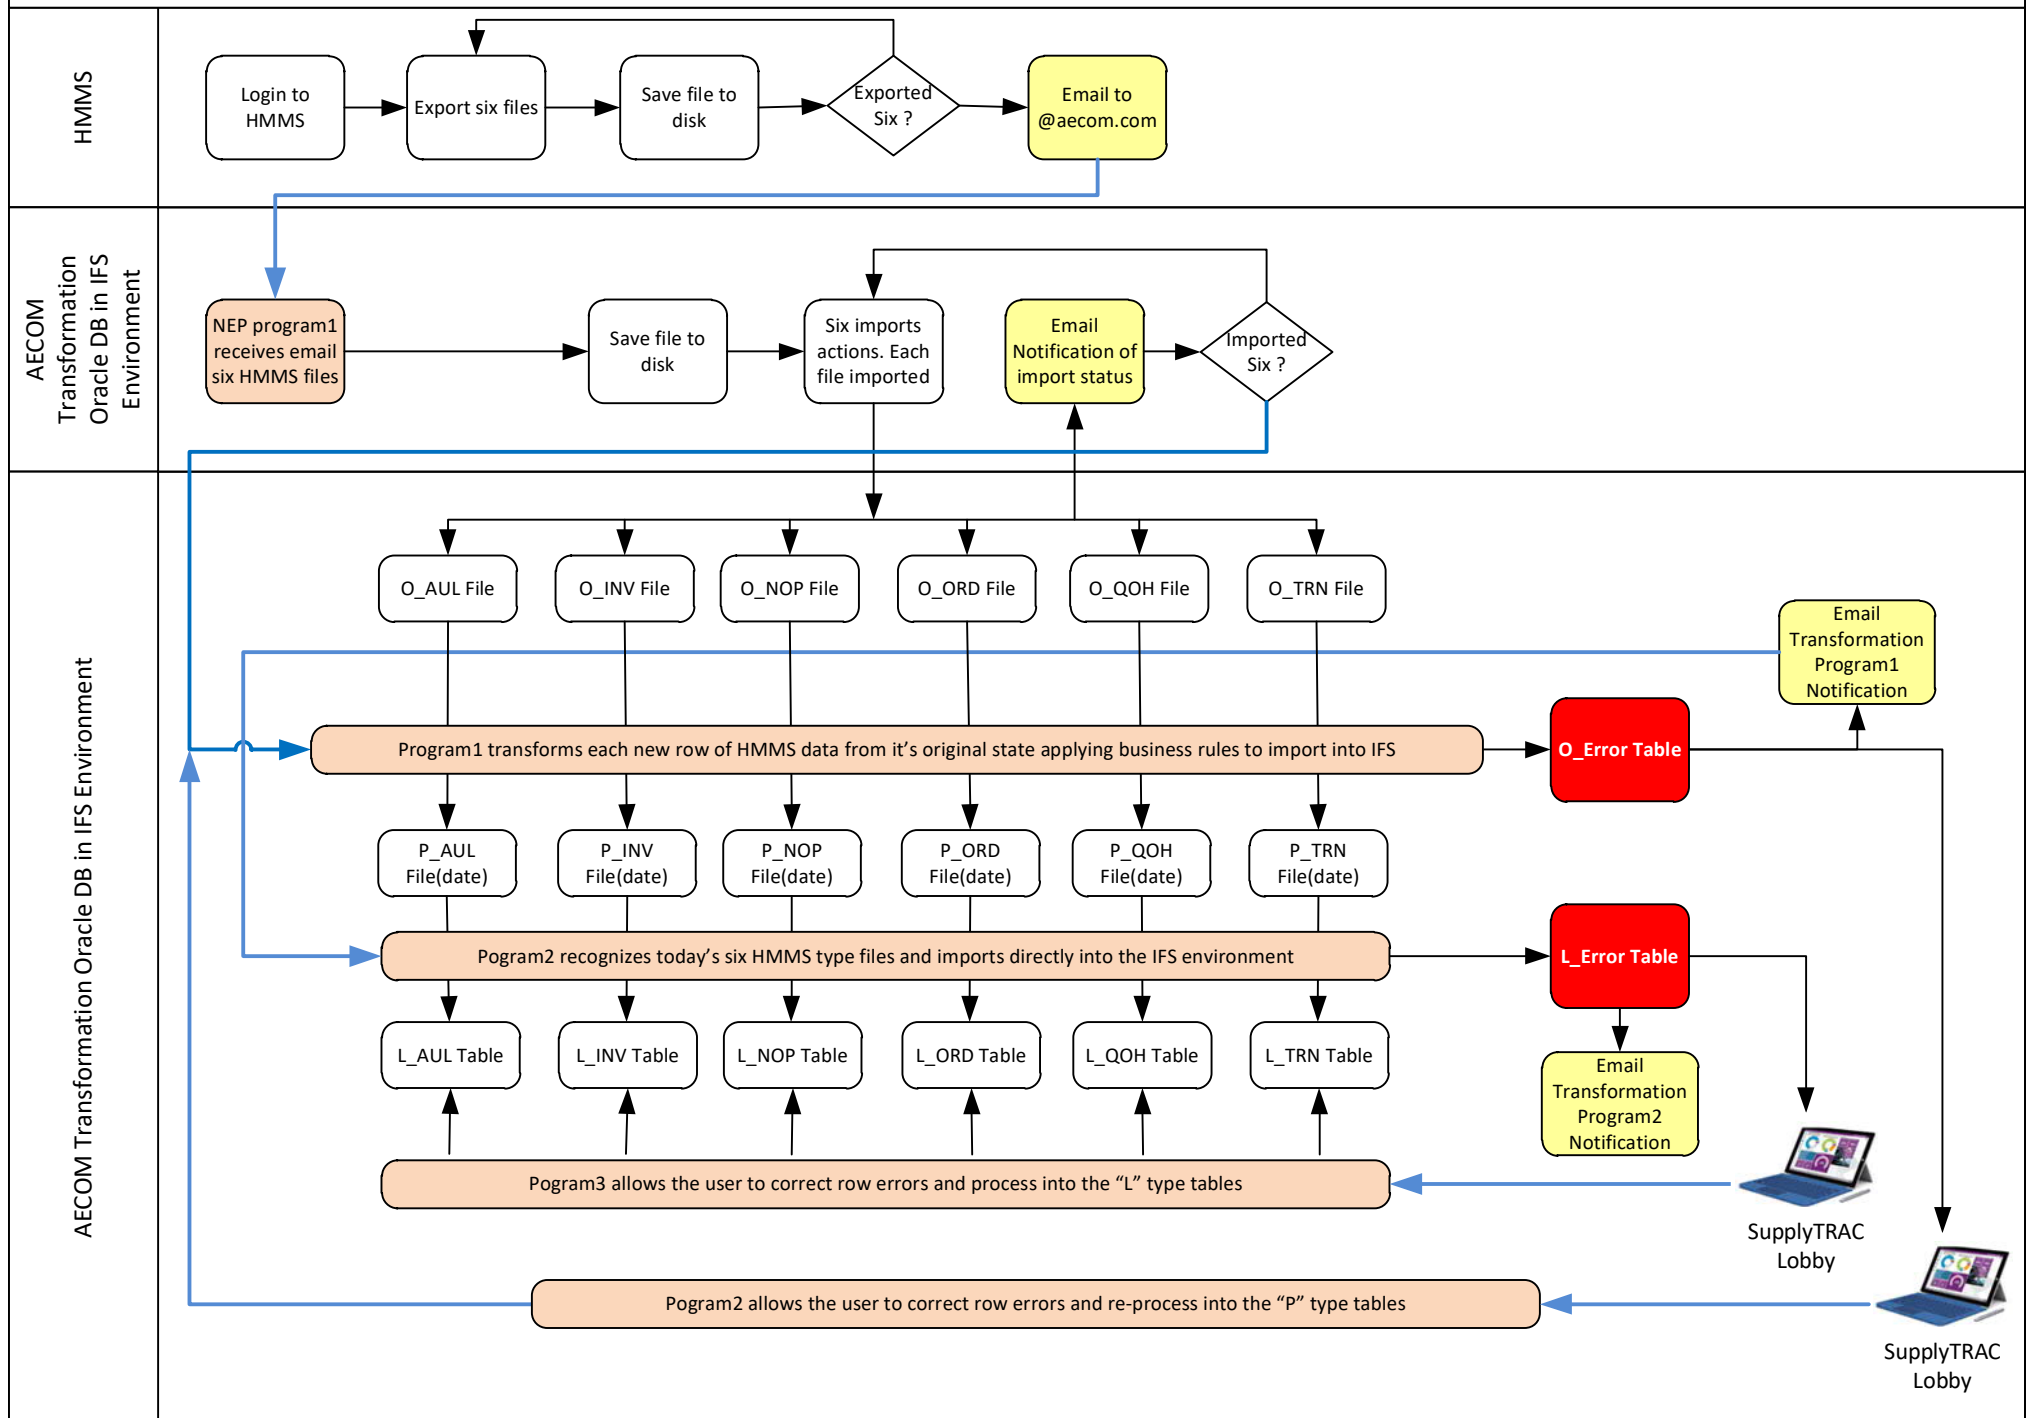 HMMS
Login to
HMMS
Export six files
Save file to
disk
Exported
Six ?
Email to
@aecom.com
AECOM
Transformation
Oracle DB in IFS
Environment
NEP program1
receives email
six HMMS files
Save file to
disk
Six imports
actions. Each
file imported
Email
Notification of
import status
Imported
Six ?
AECOM Transformation Oracle DB in IFS Environment
O_AUL File
O_INV File
O_NOP File
O_ORD File
O_QOH File
O_TRN File
Email
Transformation
Program1
Notification
Program1 transforms each new row of HMMS data from it's original state applying business rules to import into IFS
O_Error Table
P_AUL
File(date)
P_INV
File(date)
P_NOP
File(date)
P_ORD
File(date)
P_QOH
File(date)
P_TRN
File(date)
Pogram2 recognizes today's six HMMS type files and imports directly into the IFS environment
L_Error Table
L_AUL Table
L_INV Table
L_NOP Table
L_ORD Table
L_QOH Table
L_TRN Table
Email
Transformation
Program2
Notification
Pogram3 allows the user to correct row errors and process into the “L” type tables
SupplyTRAC
Lobby
Pogram2 allows the user to correct row errors and re-process into the “P” type tables
SupplyTRAC
Lobby